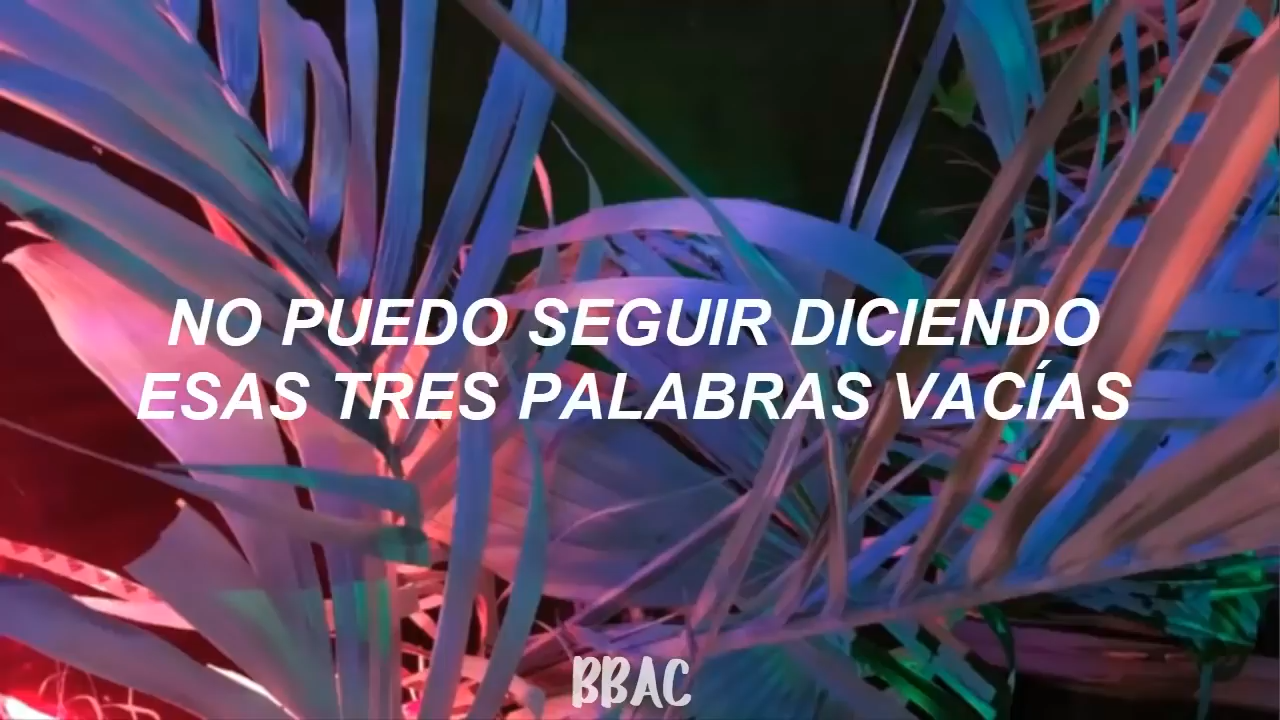 NO PUEDO SEGUIR DICIENDO
ESAS TRES PALABRAS VACÍAS
BBAC